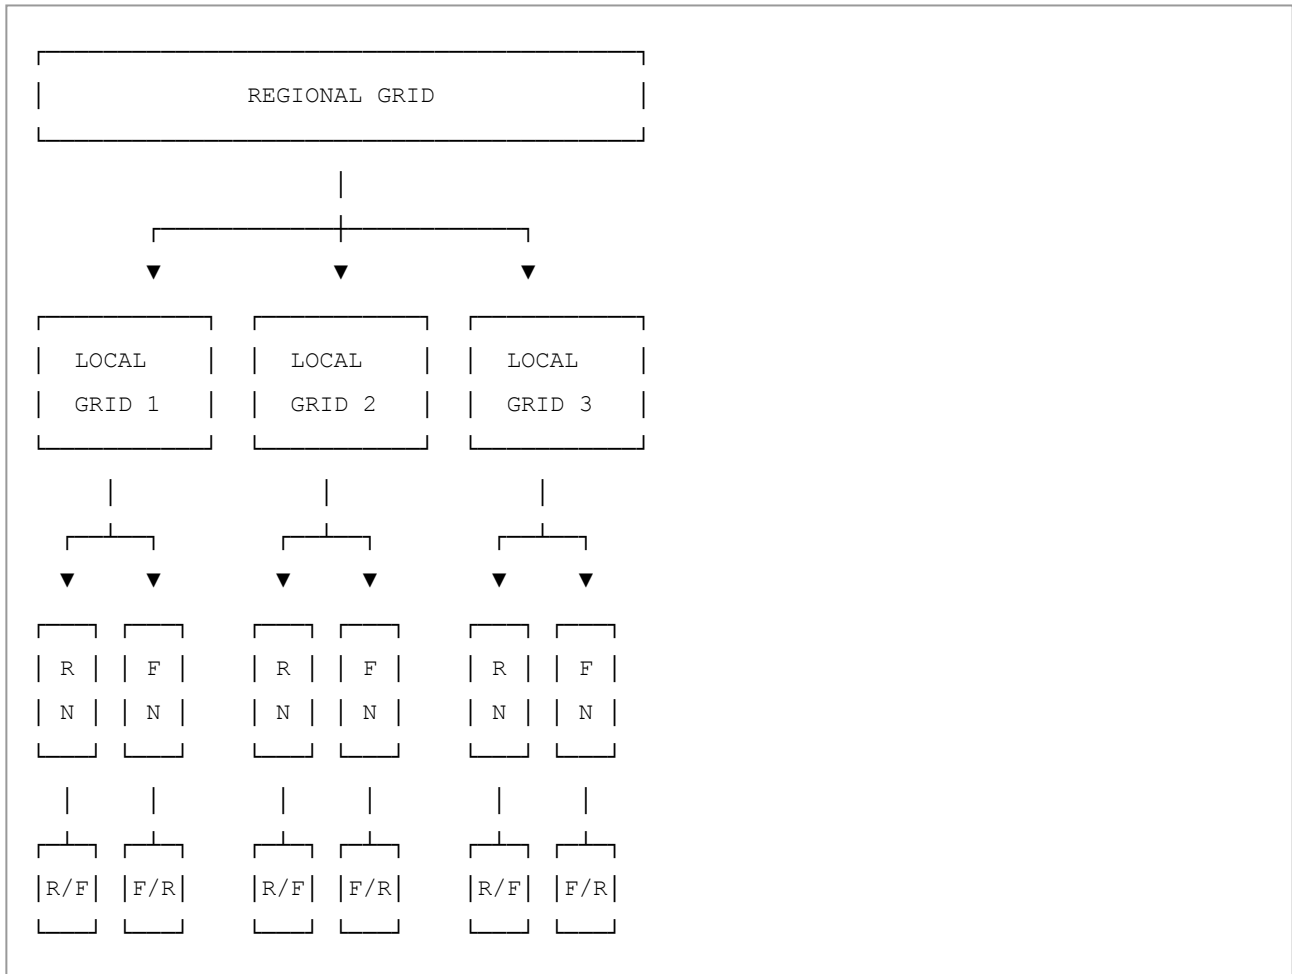 REGIONAL GRID
LOCAL LOCAL LOCAL
GRID 1 GRID 2 GRID 3
R F R F R F
N N N N N N
R/F F/R R/F F/R R/F F/R